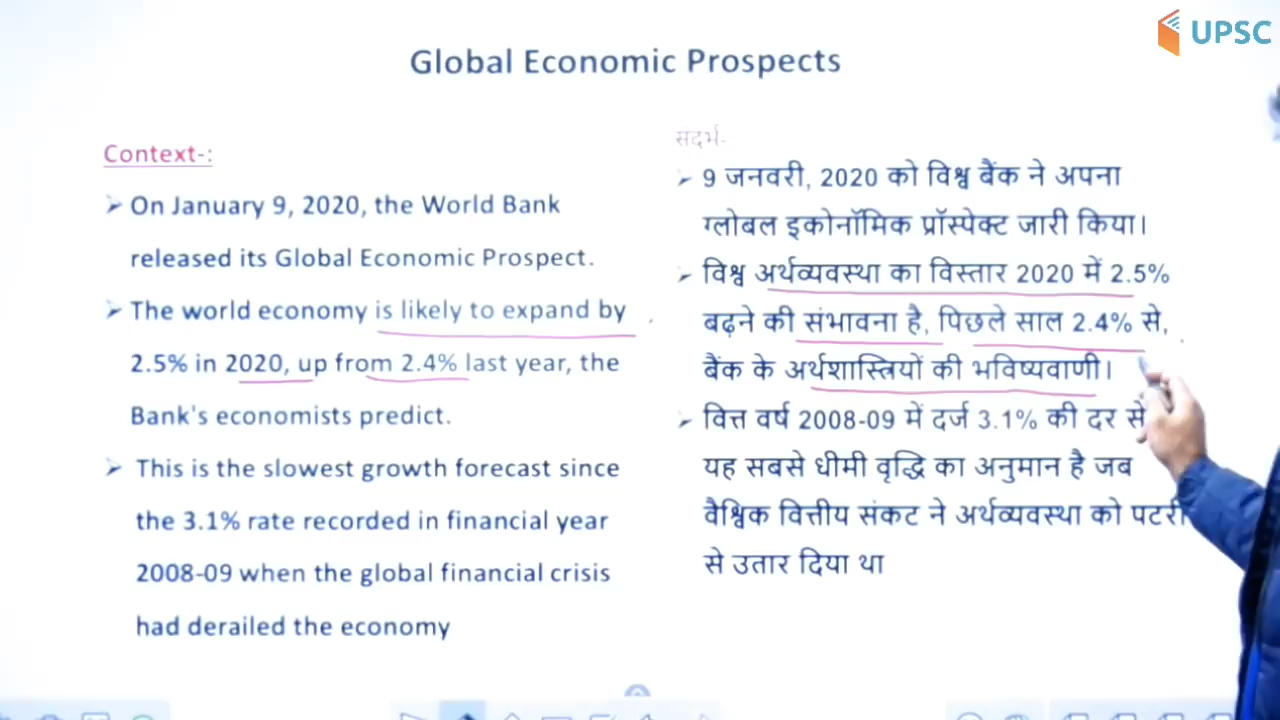 UPSC
Global Economic Prospects
Context-:
➢ On January 9, 2020, the World Bank
released its Global Economic Prospect.
➢ The world economy is likely to expand by
2.5% in 2020, up from 2.4% last year, the
Bank's economists predict.
➢ This is the slowest growth forecast since
the 3.1% rate recorded in financial year
2008-09 when the global financial crisis
had derailed the economy
सदर्भ-
➢ 9 जनवरी, 2020 को विश्व बैंक ने अपना
ग्लोबल इकोनॉमिक प्रॉस्पेक्ट जारी किया।
➢ विश्व अर्थव्यवस्था का विस्तार 2020 में 2.5%
बढ़ने की संभावना है, पिछले साल 2.4% से,
बैंक के अर्थशास्त्रियों की भविष्यवाणी।
➢ वित्त वर्ष 2008-09 में दर्ज 3.1% की दर से
यह सबसे धीमी वृद्धि का अनुमान है जब
वैश्विक वित्तीय संकट ने अर्थव्यवस्था को पटरी
से उतार दिया था